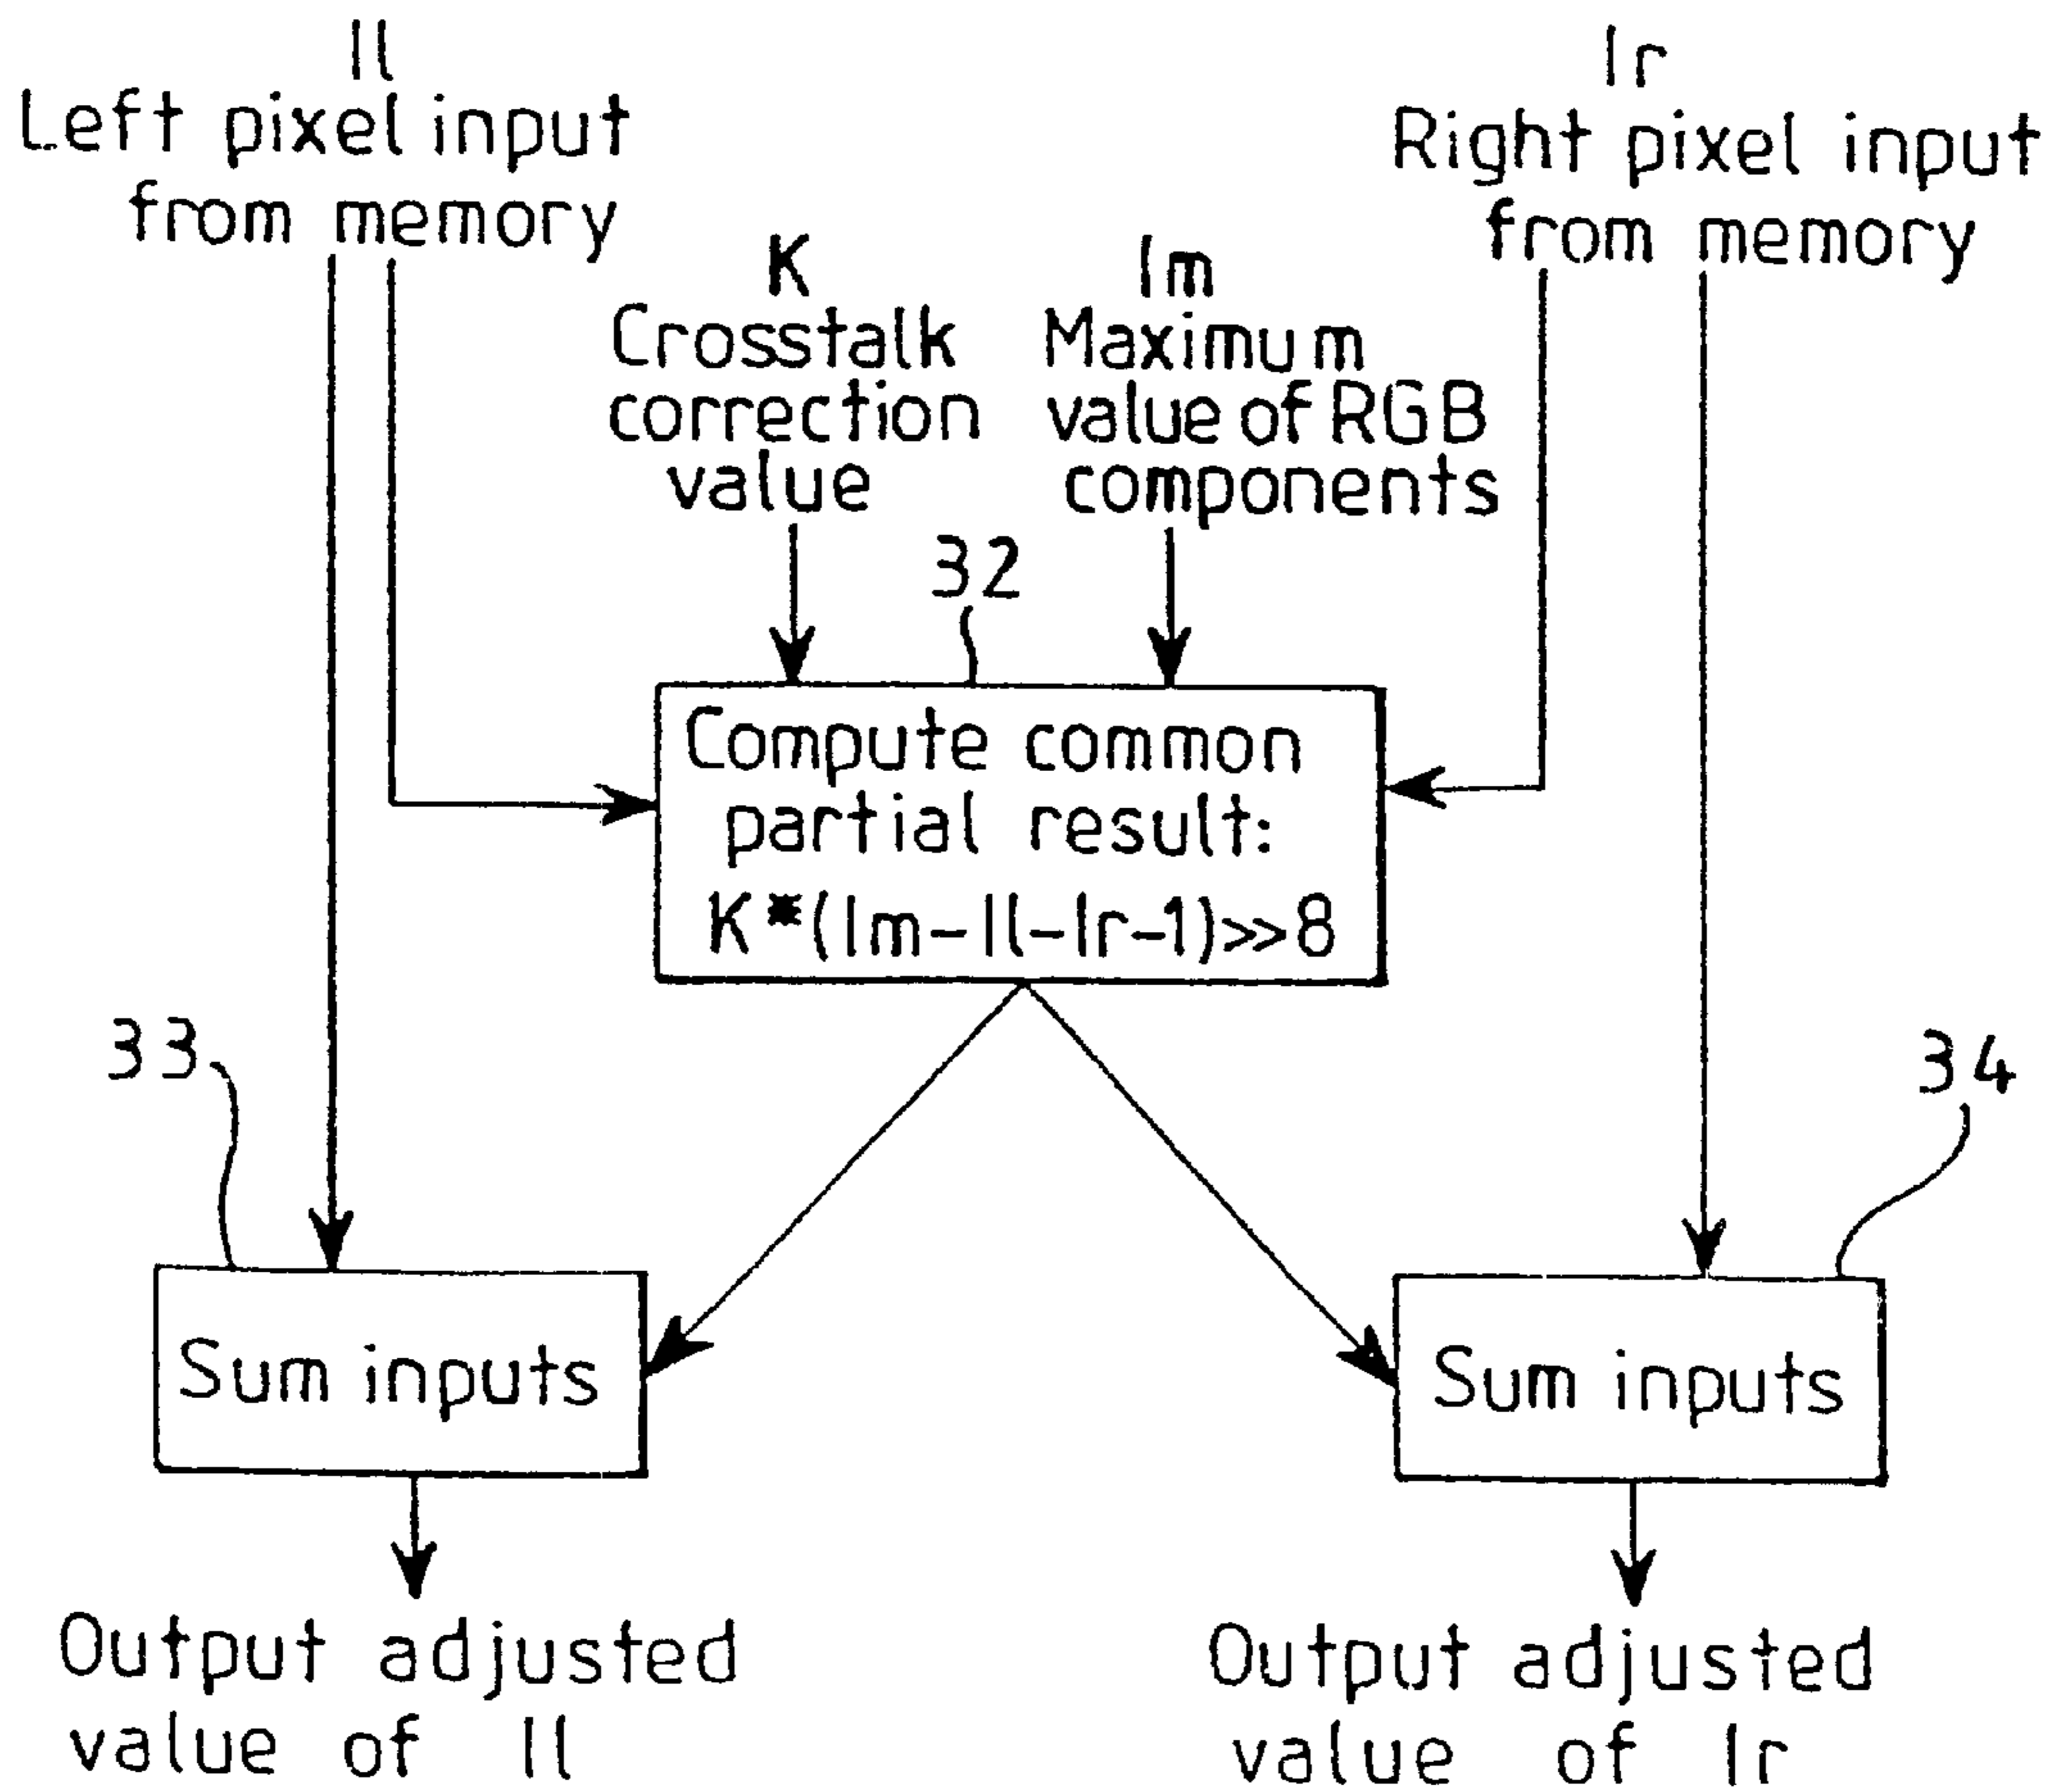 Il
Left pixel input
from memory
Ir
Right pixel input
from memory
K
Crosstalk
correction
value
Im
Maximum
value of RGB
components
32
Compute common
partial result:
K*(Im-Il-Ir-1)>>8
33
34
Sum inputs
Sum inputs
Output adjusted
value of Il
Output adjusted
value of Ir